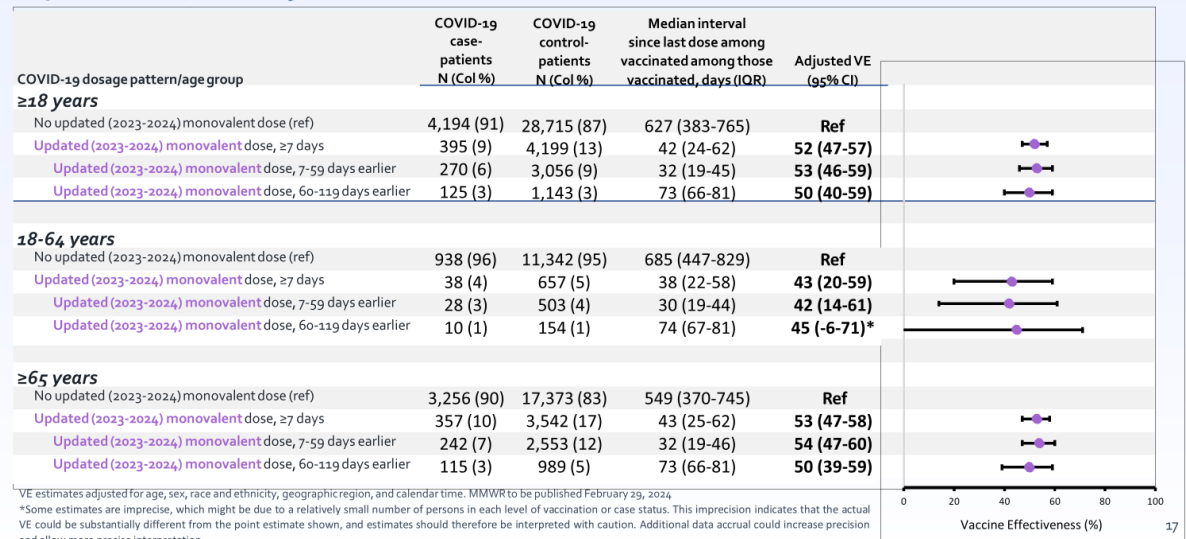 COVID-19 dosage pattern/age group
COVID-19
case-
patients
N (Col %)
COVID-19
control-
patients
N (Col %)
Median interval
since last dose among
vaccinated among those
vaccinated, days (IQR)
Adjusted VE
(95% CI)
≥18 years
No updated (2023-2024) monovalent dose (ref) 4,194 (91) 28,715 (87) 627 (383-765) Ref
Updated (2023-2024) monovalent dose, ≥7 days 395 (9) 4,199 (13) 42 (24-62) 52 (47-57)
Updated (2023-2024) monovalent dose, 7-59 days earlier 270 (6) 3,056 (9) 32 (19-45) 53 (46-59)
Updated (2023-2024) monovalent dose, 60-119 days earlier 125 (3) 1,143 (3) 73 (66-81) 50 (40-59)
18-64 years
No updated (2023-2024) monovalent dose (ref) 938 (96) 11,342 (95) 685 (447-829) Ref
Updated (2023-2024) monovalent dose, ≥7 days 38 (4) 657 (5) 38 (22-58) 43 (20-59)
Updated (2023-2024) monovalent dose, 7-59 days earlier 28 (3) 503 (4) 30 (19-44) 42 (14-61)
Updated (2023-2024) monovalent dose, 60-119 days earlier 10 (1) 154 (1) 74 (67-81) 45 (-6-71)*
≥65 years
No updated (2023-2024) monovalent dose (ref) 3,256 (90) 17,373 (83) 549 (370-745) Ref
Updated (2023-2024) monovalent dose, ≥7 days 357 (10) 3,542 (17) 43 (25-62) 53 (47-58)
Updated (2023-2024) monovalent dose, 7-59 days earlier 242 (7) 2,553 (12) 32 (19-46) 54 (47-60)
Updated (2023-2024) monovalent dose, 60-119 days earlier 115 (3) 989 (5) 73 (66-81) 50 (39-59)
0 20 40 60 80 100
Vaccine Effectiveness (%)
VE estimates adjusted for age, sex, race and ethnicity, geographic region, and calendar time. MMWR to be published February 29, 2024
*Some estimates are imprecise, which might be due to a relatively small number of persons in each level of vaccination or case status. This imprecision indicates that the actual
VE could be substantially different from the point estimate shown, and estimates should therefore be interpreted with caution. Additional data accrual could increase precision
and allow more precise interpretation.
17